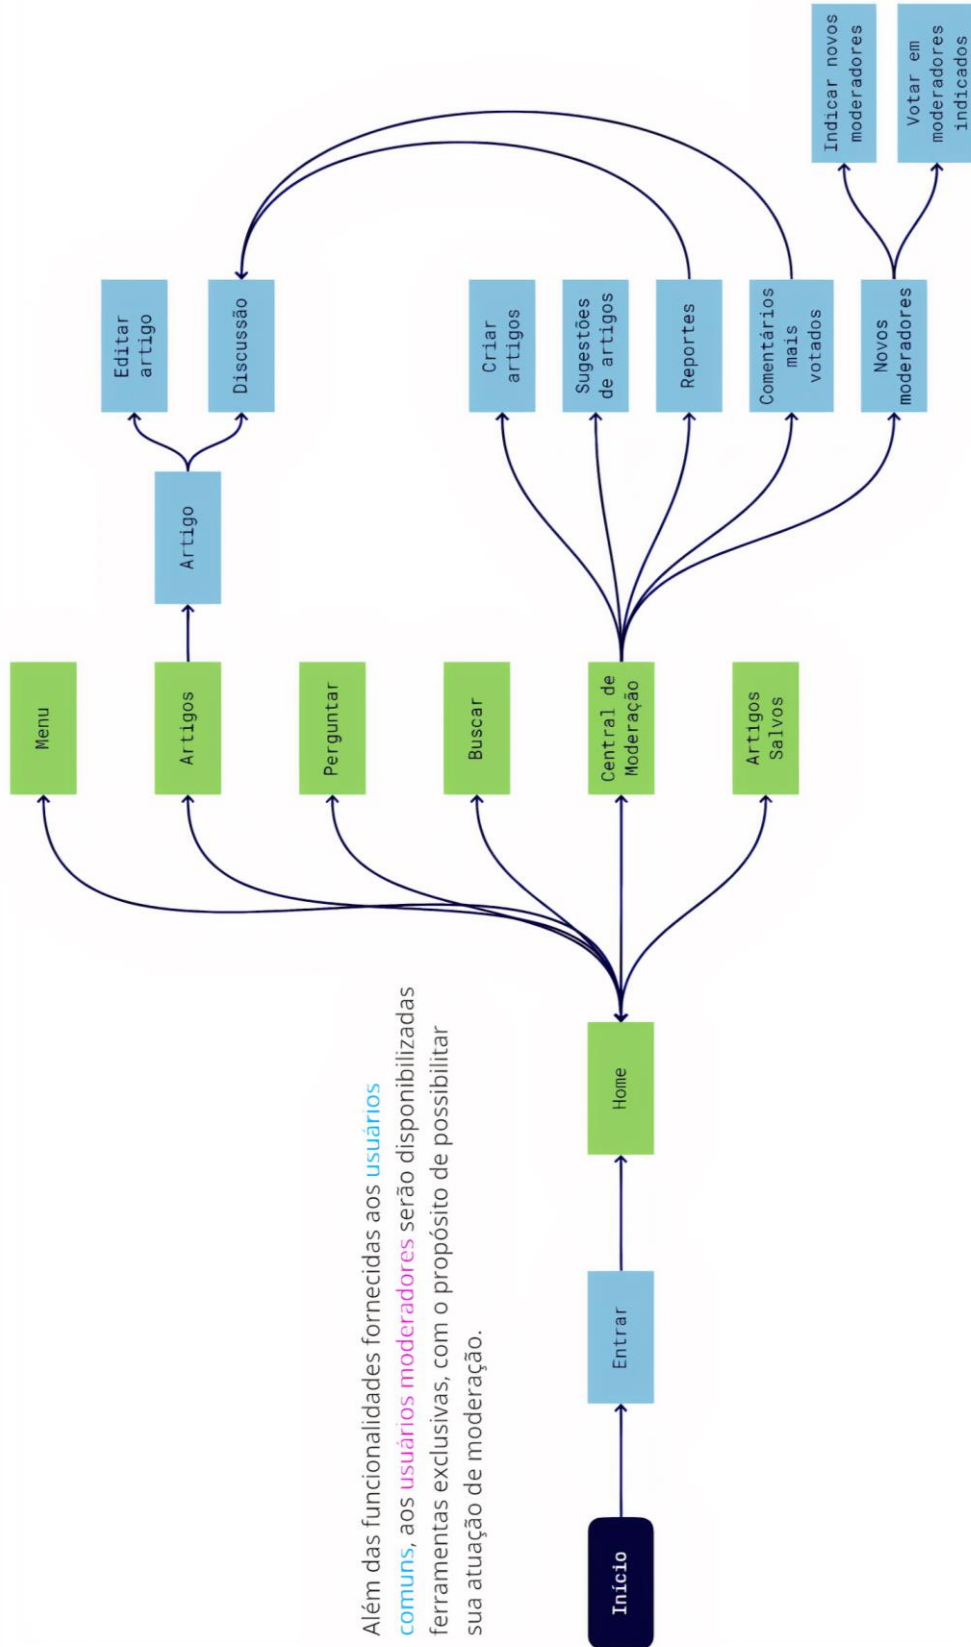 Além das funcionalidades fornecidas aos usuários
comuns, aos usuários moderadores serão disponibilizadas
ferramentas exclusivas, com o propósito de possibilitar
sua atuação de moderação.
Início
Entrar
Home
Menu
Artigos
Perguntar
Buscar
Central de
Moderação
Artigos
Salvos
Artigo
Editar
artigo
Discussão
Criar
artigos
Sugestões
de artigos
Reportes
Comentários
mais
votados
Novos
moderadores
Indicar novos
moderadores
Votar em
moderadores
indicados